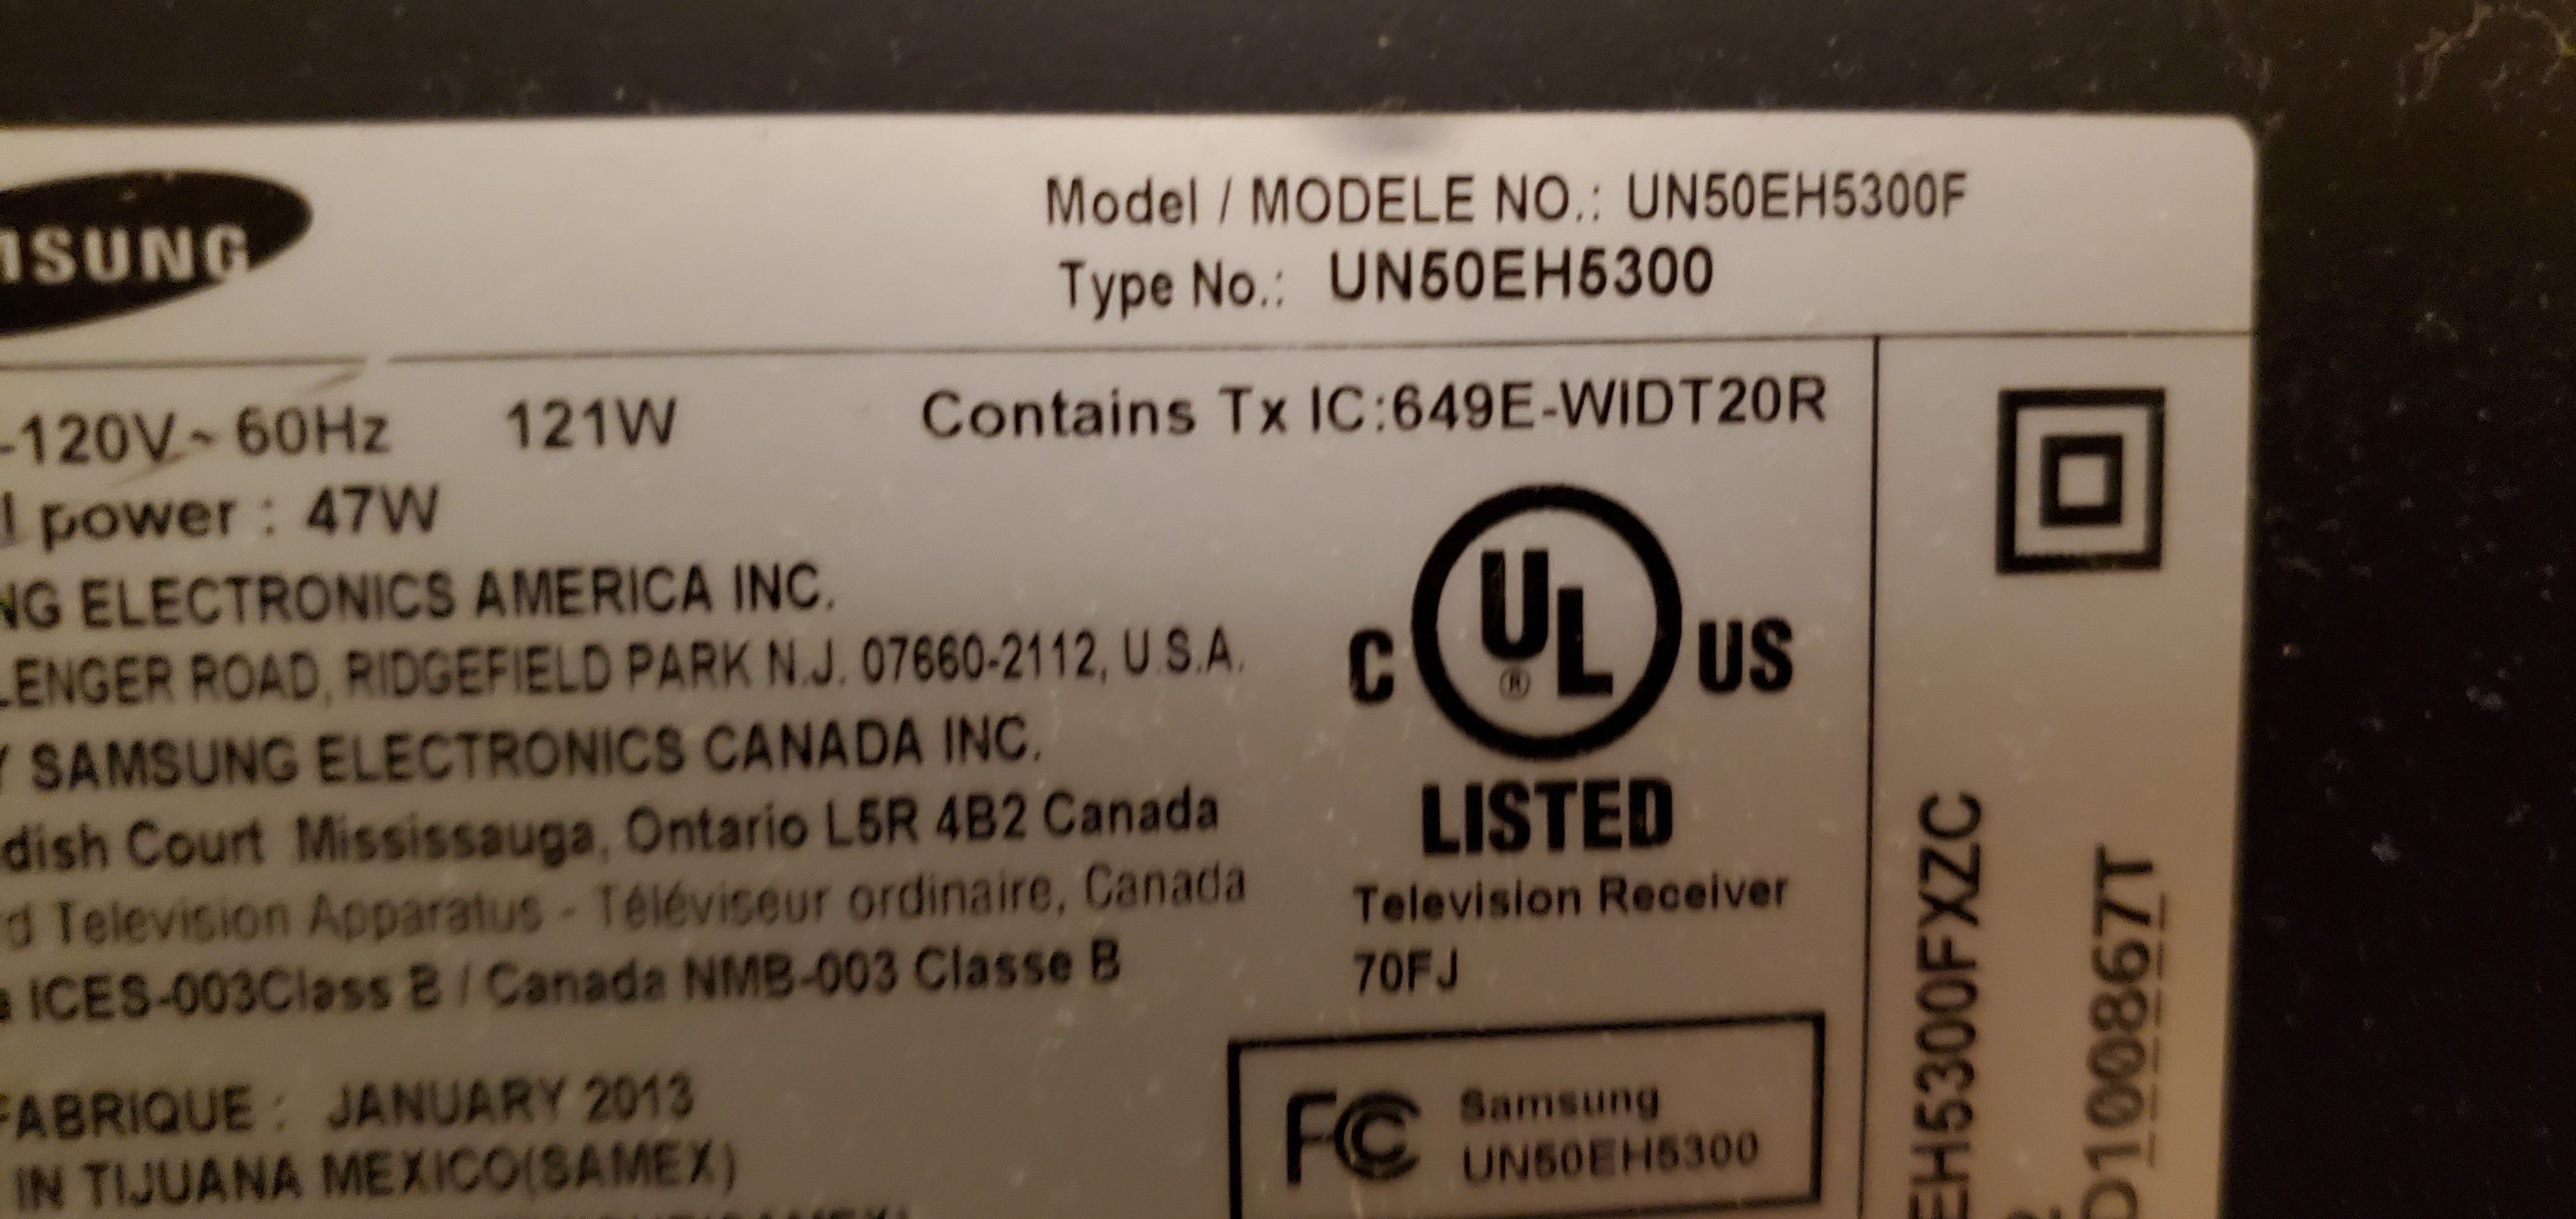 MSUNG
Model / MODELE NO.: UN50EH5300F
Type No.: UN50EH5300
-120V~ 60Hz 121W
Contains Tx IC:649E-WIDT20R
l power : 47W
NG ELECTRONICS AMERICA INC.
LENGER ROAD, RIDGEFIELD PARK N.J. 07660-2112, U.S.A.
Y SAMSUNG ELECTRONICS CANADA INC.
dish Court Mississauga, Ontario L5R 4B2 Canada
rd Television Apparatus - Téléviseur ordinaire, Canada
a ICES-003Class B / Canada NMB-003 Classe B
FABRIQUE : JANUARY 2013
IN TIJUANA MEXICO(SAMEX)
C UL® US
LISTED
Television Receiver
70FJ
FC Samsung
UN50EH5300
EH5300FXZC
D100867T